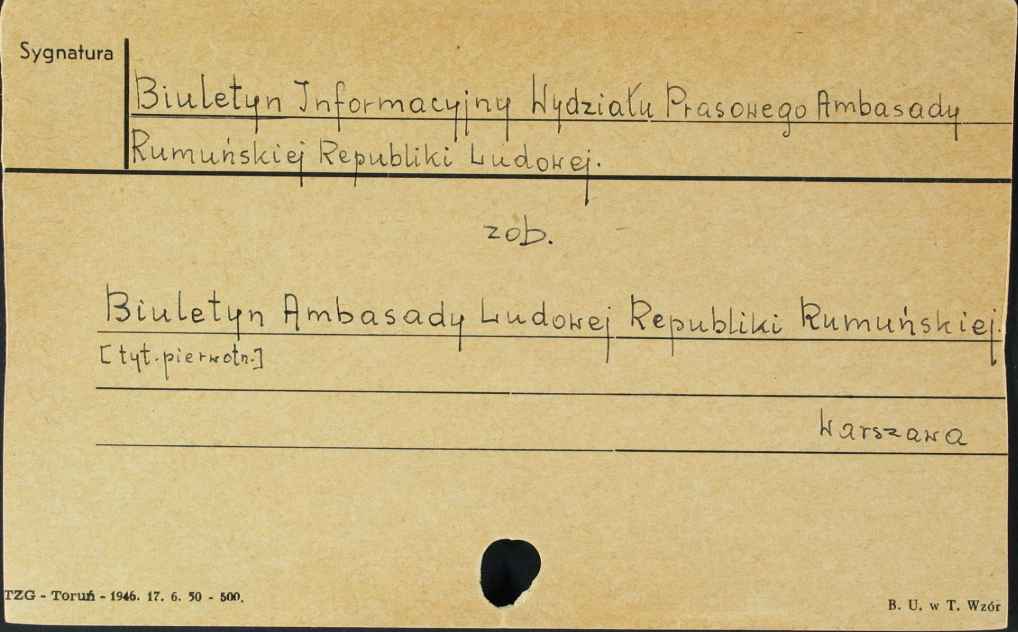 Sygnatura
Biuletyn Informacyjny Wydziału Prasowego Ambasady
Rumuńskiej Republiki Ludowej.
zob.
Biuletyn Ambasady Ludowej Republiki Rumuńskiej.
[tyt. pierwotn.]
Warszawa
TZG - Toruń - 1946. 17. 6. 50 - 500.
B. U. w T. Wzór